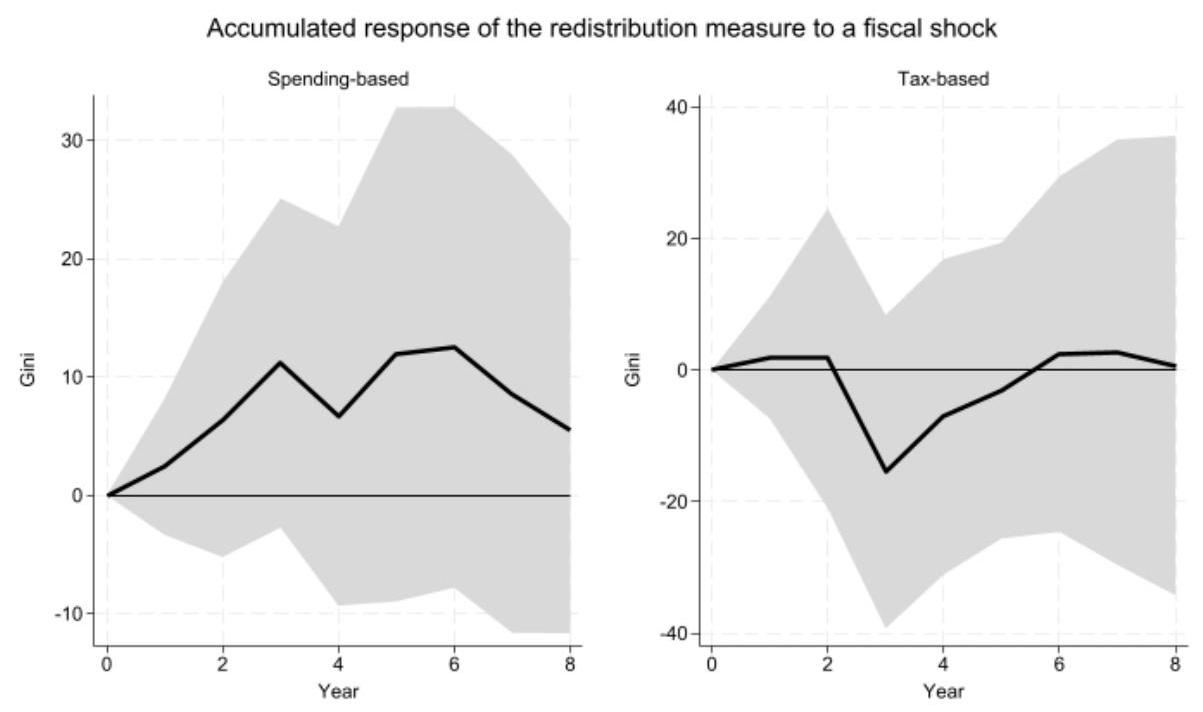 Accumulated response of the redistribution measure to a fiscal shock
Spending-based
Gini
30
20
10
0
-10
0 2 4 6 8
Year
Tax-based
Gini
40
20
0
-20
-40
0 2 4 6 8
Year